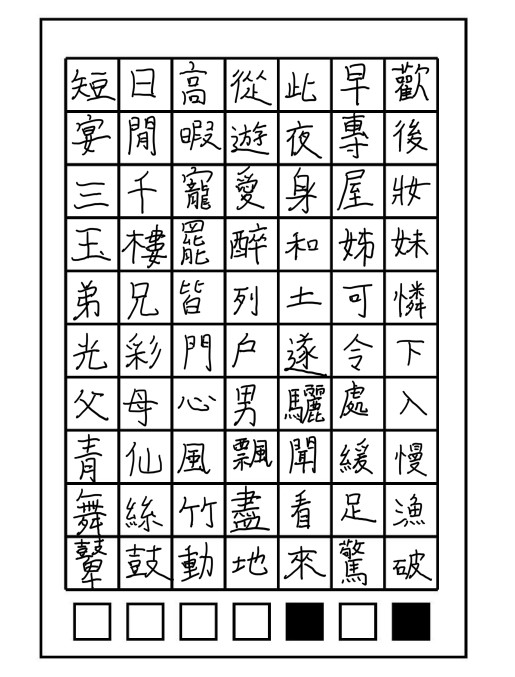 短日高從此早歡
宴閒暇遊夜專後
三千寵愛身屋妝
玉樓罷醉和姊妹
弟兄皆列土可憐
光彩門戶遂令下
父母心男驪處入
青仙風飄聞緩慢
舞絲竹盡看足漁
鼙鼓動地來驚破